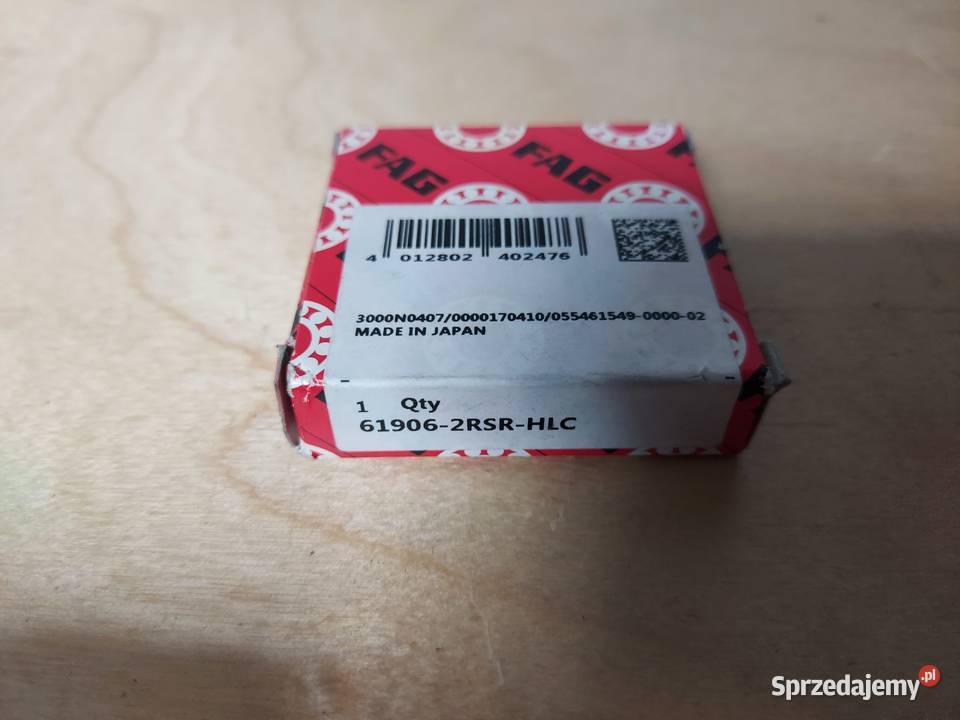 FAG FAG
4 012802 402476
3000N0407/0000170410/055461549-0000-02
MADE IN JAPAN
1 Qty
61906-2RSR-HLC
Sprzedajemy.pl